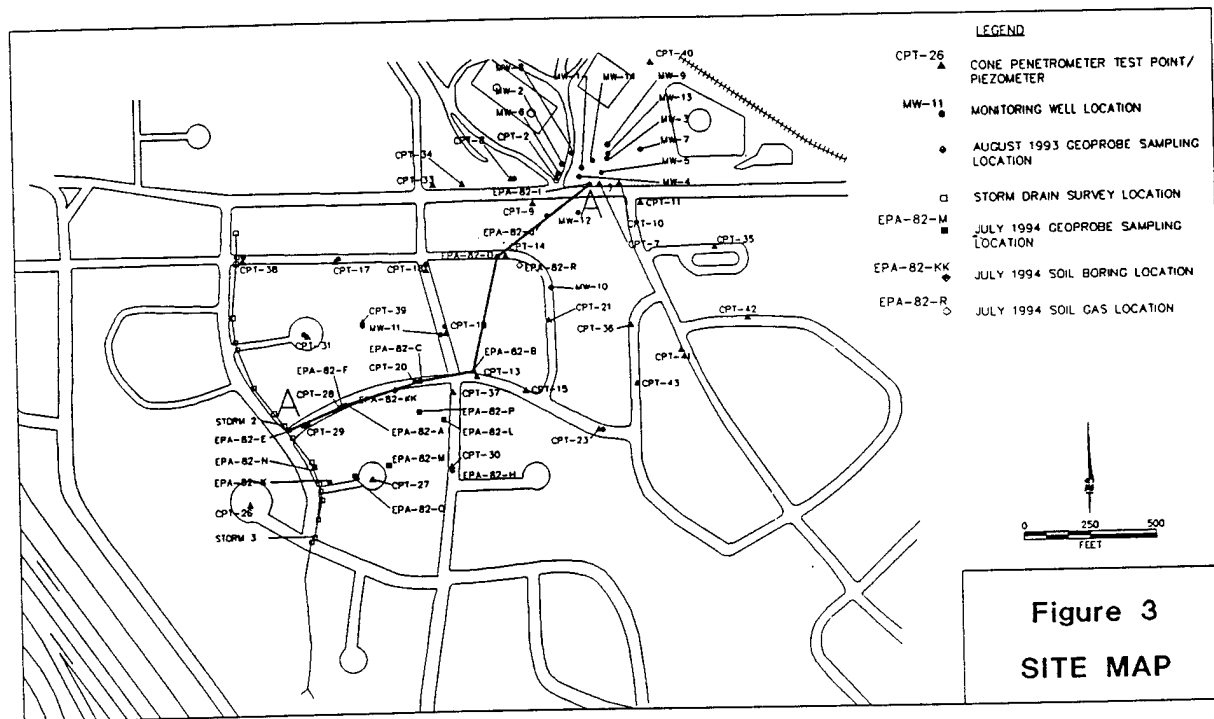 LEGEND
CPT-26
CONE PENETROMETER TEST POINT/
PIEZOMETER
MW-11
MONITORING WELL LOCATION
AUGUST 1993 GEOPROBE SAMPLING
LOCATION
STORM DRAIN SURVEY LOCATION
EPA-82-M
JULY 1994 GEOPROBE SAMPLING
LOCATION
EPA-82-KK
JULY 1994 SOIL BORING LOCATION
EPA-82-R
JULY 1994 SOIL GAS LOCATION
CPT-40
MW-1
MW-14
MW-9
MW-13
MW-3
MW-7
MW-5
MW-4
MW-2
MW-6
CPT-2
CPT-34
CPT-33
EPA-82-I
CPT-9
A
MW-12
CPT-11
CPT-10
CPT-7
CPT-35
CPT-14
EPA-82-D
EPA-82-R
CPT-38
CPT-17
MW-10
CPT-39
MW-11
CPT-21
CPT-36
CPT-42
CPT-31
EPA-82-C
EPA-82-B
CPT-41
EPA-82-F
CPT-20
CPT-13
CPT-43
CPT-28
EPA-82-KK
CPT-37
CPT-15
A
STORM 2
EPA-82-P
EPA-82-E
CPT-29
EPA-82-A
EPA-82-L
CPT-23
EPA-82-N
EPA-82-M
CPT-30
EPA-82-K
CPT-27
EPA-82-H
CPT-26
EPA-82-O
STORM 3
0 250 500
FEET
Figure 3
SITE MAP